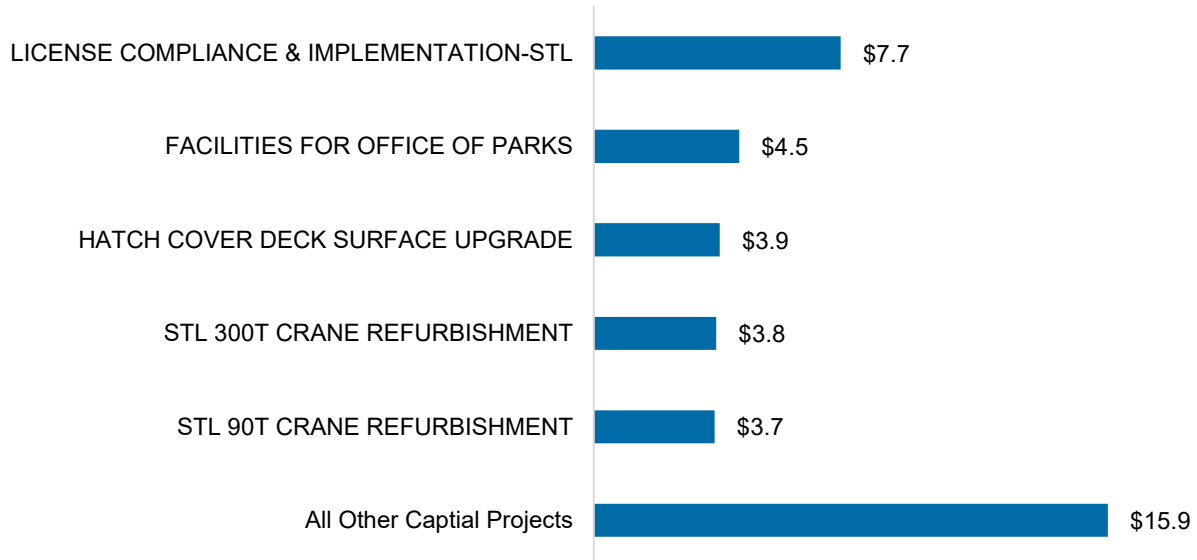 LICENSE COMPLIANCE & IMPLEMENTATION-STL $7.7
FACILITIES FOR OFFICE OF PARKS $4.5
HATCH COVER DECK SURFACE UPGRADE $3.9
STL 300T CRANE REFURBISHMENT $3.8
STL 90T CRANE REFURBISHMENT $3.7
All Other Captial Projects $15.9